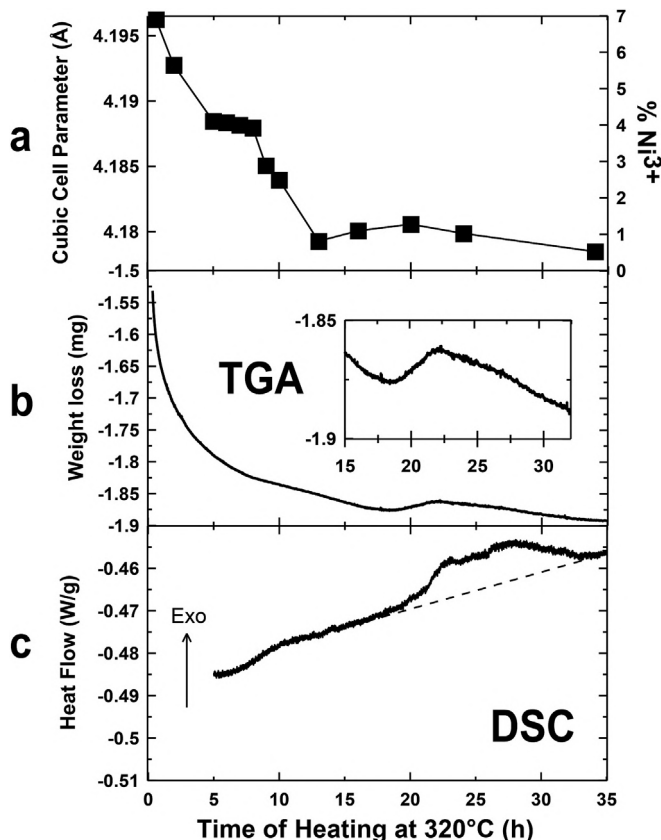 a
Cubic Cell Parameter (Å)
4.195
4.19
4.185
4.18
-1.5
7
6
5
4
3
2
1
0
% Ni3+
b
Weight loss (mg)
-1.55
-1.6
-1.65
-1.7
-1.75
-1.8
-1.85
-1.9
TGA
-1.85
-1.9
15 20 25 30
c
Heat Flow (W/g)
-0.46
-0.47
-0.48
-0.49
-0.5
-0.51
Exo
DSC
0 5 10 15 20 25 30 35
Time of Heating at 320°C (h)